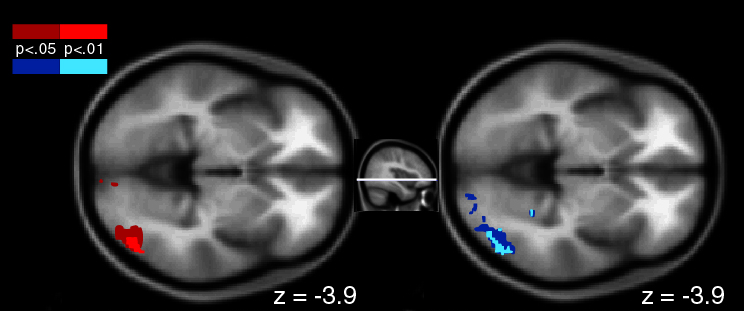 p<.05 p<.01
z = -3.9
z = -3.9